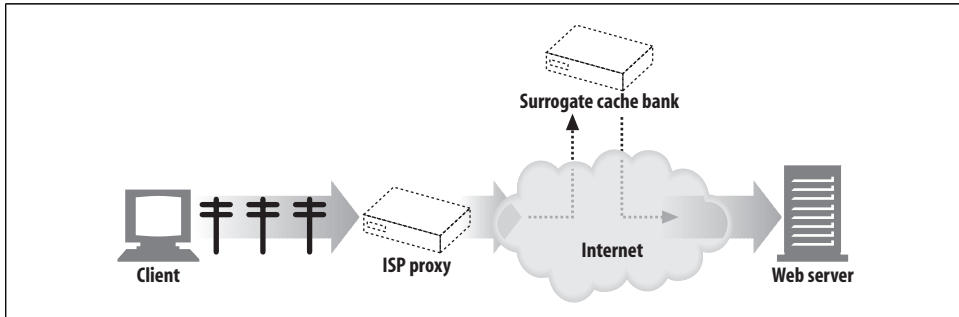 Surrogate cache bank
Client
ISP proxy
Internet
Web server